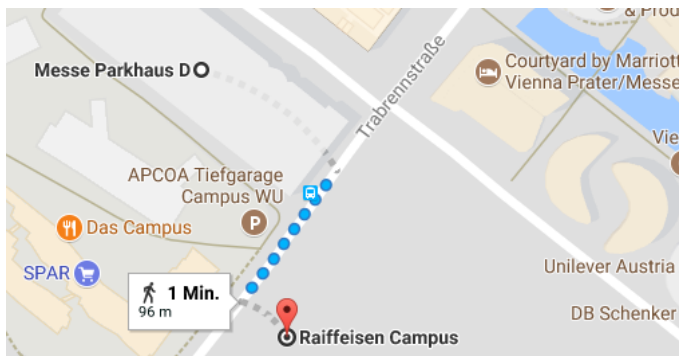 & Prod
Messe Parkhaus D
Trabrennstraße
Courtyard by Marriott
Vienna Prater/Messe
Vie
APCOA Tiefgarage
Campus WU
P
Das Campus
SPAR
1 Min.
96 m
Unilever Austria
DB Schenker
Raiffeisen Campus